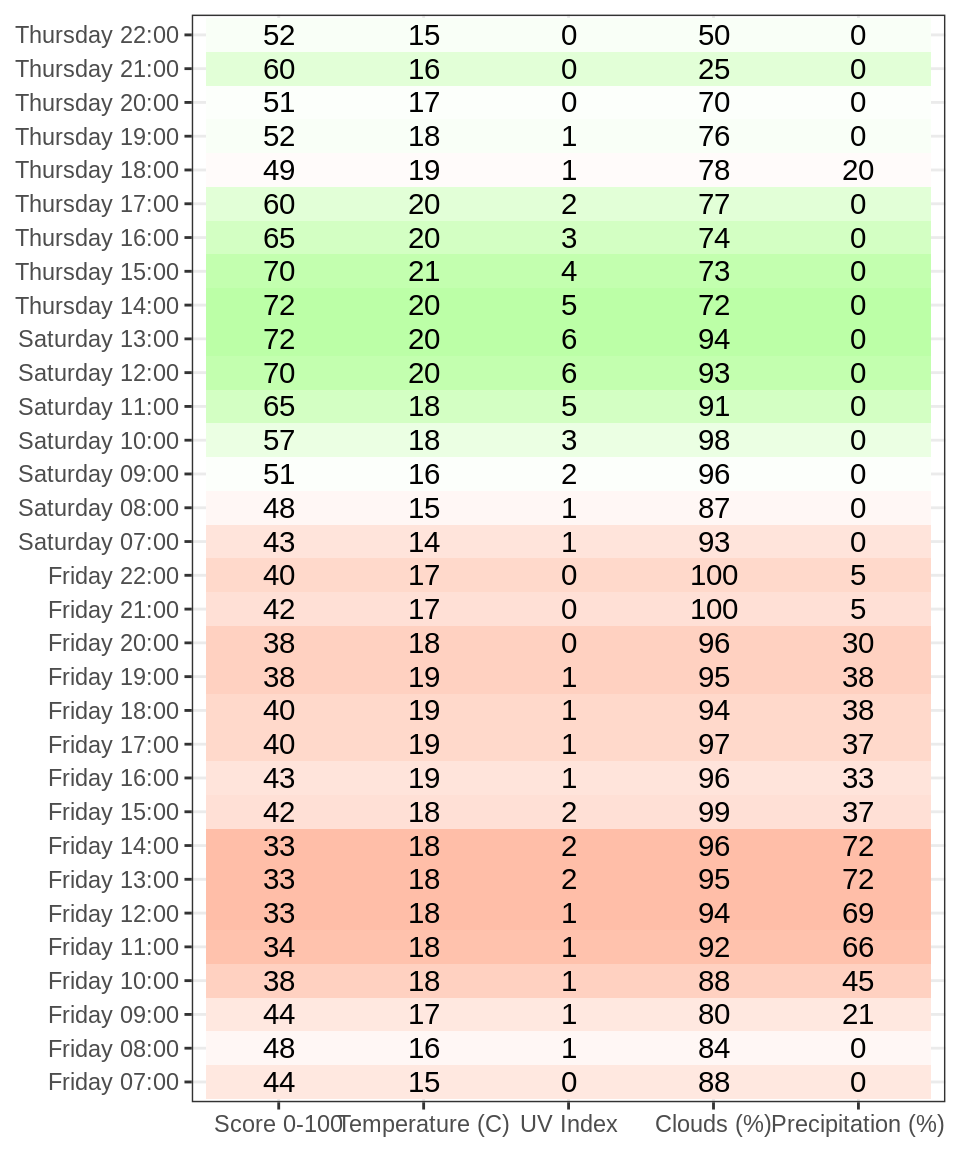 Thursday 22:00 52 15 0 50 0
Thursday 21:00 60 16 0 25 0
Thursday 20:00 51 17 0 70 0
Thursday 19:00 52 18 1 76 0
Thursday 18:00 49 19 1 78 20
Thursday 17:00 60 20 2 77 0
Thursday 16:00 65 20 3 74 0
Thursday 15:00 70 21 4 73 0
Thursday 14:00 72 20 5 72 0
Saturday 13:00 72 20 6 94 0
Saturday 12:00 70 20 6 93 0
Saturday 11:00 65 18 5 91 0
Saturday 10:00 57 18 3 98 0
Saturday 09:00 51 16 2 96 0
Saturday 08:00 48 15 1 87 0
Saturday 07:00 43 14 1 93 0
Friday 22:00 40 17 0 100 5
Friday 21:00 42 17 0 100 5
Friday 20:00 38 18 0 96 30
Friday 19:00 38 19 1 95 38
Friday 18:00 40 19 1 94 38
Friday 17:00 40 19 1 97 37
Friday 16:00 43 19 1 96 33
Friday 15:00 42 18 2 99 37
Friday 14:00 33 18 2 96 72
Friday 13:00 33 18 2 95 72
Friday 12:00 33 18 1 94 69
Friday 11:00 34 18 1 92 66
Friday 10:00 38 18 1 88 45
Friday 09:00 44 17 1 80 21
Friday 08:00 48 16 1 84 0
Friday 07:00 44 15 0 88 0
Score 0-100 Temperature (C) UV Index Clouds (%) Precipitation (%)